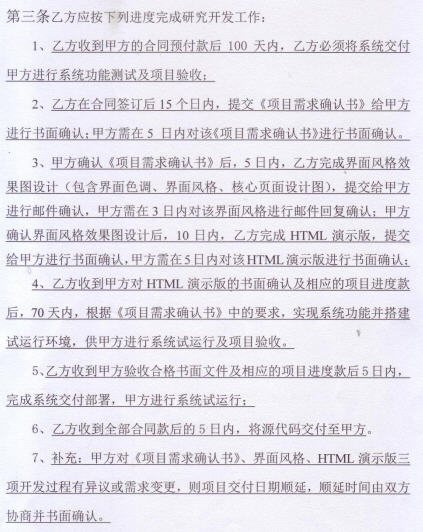 第三条乙方应按下列进度完成研究开发工作：
1、乙方收到甲方的合同预付款后 100 天内，乙方必须将系统交付
甲方进行系统功能测试及项目验收；
2、乙方在合同签订后 15 个日内，提交《项目需求确认书》给甲方
进行书面确认；甲方需在 5 日内对该《项目需求确认书》进行书面确认。
3、甲方确认《项目需求确认书》后，5 日内，乙方完成界面风格效
果图设计（包含界面色调、界面风格、核心页面设计图），提交给甲方
进行邮件确认，甲方需在 3 日内对该界面风格进行邮件回复确认；甲方
确认界面风格效果图设计后，10 日内，乙方完成 HTML 演示版，提交
给甲方进行书面确认，甲方需在 5 日内对该 HTML 演示版进行书面确认；
4、乙方收到甲方对 HTML 演示版的书面确认及相应的项目进度款
后，70 天内，根据《项目需求确认书》中的要求，实现系统功能并搭建
试运行环境，供甲方进行系统试运行及项目验收。
5、乙方收到甲方验收合格书面文件及相应的项目进度款后 5 日内，
完成系统交付部署，甲方进行系统试运行；
6、乙方收到全部合同款后的 5 日内，将源代码交付至甲方。
7、补充：甲方对《项目需求确认书》、界面风格、HTML 演示版三
项开发过程有异议或需求变更，则项目交付日期顺延，顺延时间由双方
协商并书面确认。